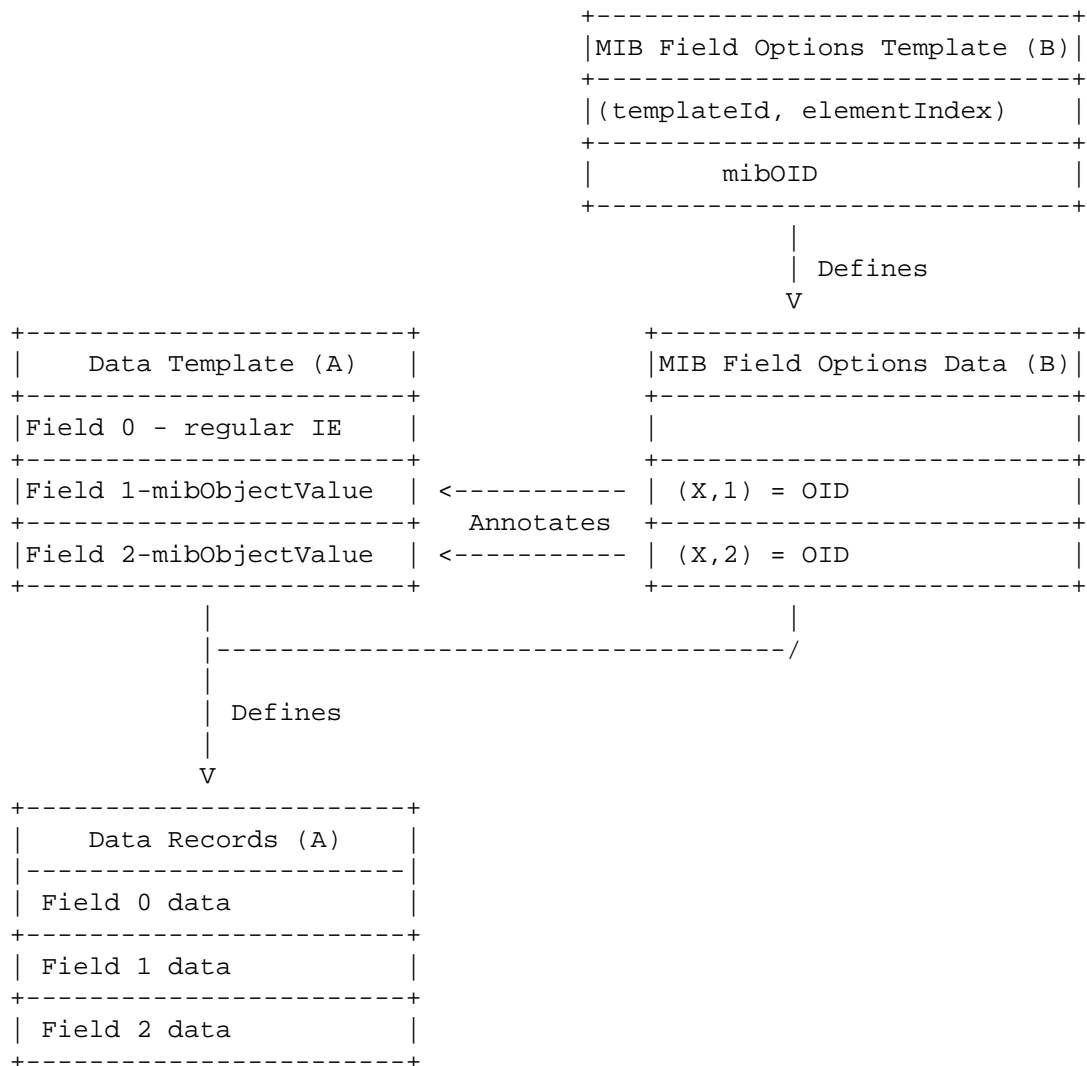 MIB Field Options Template (B)
(templateId, elementIndex)
mibOID
Defines
Data Template (A)
MIB Field Options Data (B)
Field 0 - regular IE
Field 1-mibObjectValue <----------- (X,1) = OID
Annotates
Field 2-mibObjectValue <----------- (X,2) = OID
Defines
Data Records (A)
Field 0 data
Field 1 data
Field 2 data